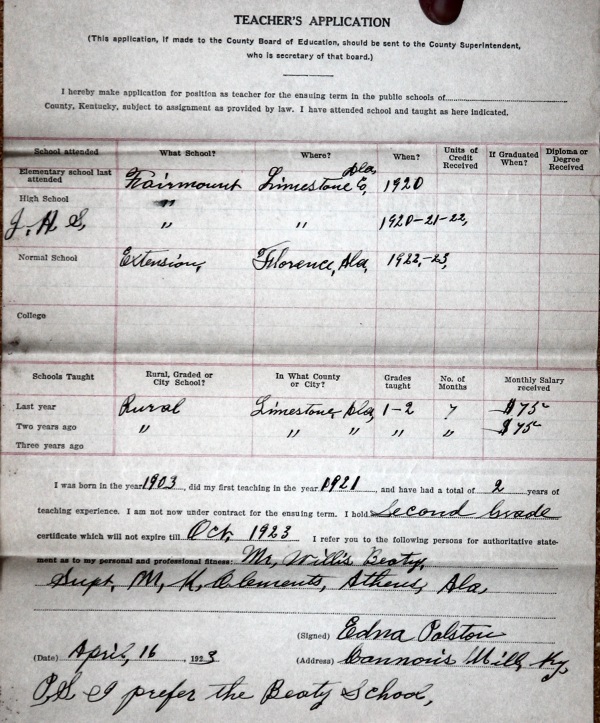 TEACHER'S APPLICATION
(This application, if made to the County Board of Education, should be sent to the County Superintendent,
who is secretary of that board.)
I hereby make application for position as teacher for the ensuing term in the public schools of
County, Kentucky, subject to assignment as provided by law. I have attended school and taught as here indicated.
School attended What School? Where? When? Units of Credit Received If Graduated When? Diploma or Degree Received
Elementary school last attended Fairmount Limestone Co, Ala 1920
High School "
J. H. S. " " 1920-21-22,
Normal School Extension, Florence, Ala, 1922,-23,
College
Schools Taught Rural, Graded or City School? In What County or City? Grades taught No. of Months Monthly Salary received
Last year Rural Limestone, Ala, 1-2 7 $75
Two years ago " " " " " $75
Three years ago
I was born in the year 1903, did my first teaching in the year 1921, and have had a total of 2 years of
teaching experience. I am not now under contract for the ensuing term. I hold Second Grade
certificate which will not expire till Oct, 1923 I refer you to the following persons for authoritative state-
ment as to my personal and professional fitness: Mr, Willis Beaty,
Supt, M, K, Clements, Athens, Ala,
(Signed) Edna Polston
(Date) April, 16 1923 (Address) Cannon's Mill, Ky,
P.S I prefer the Beaty School,